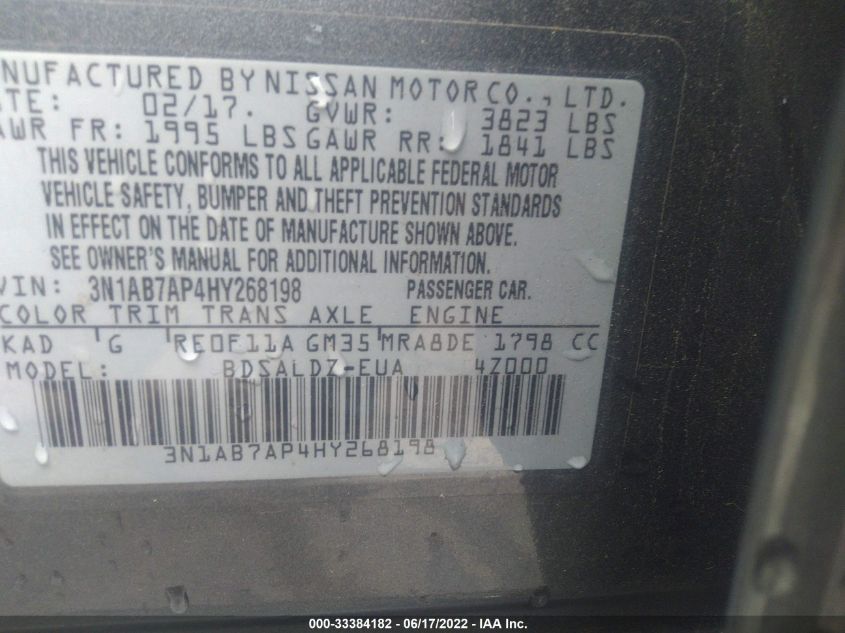 NUFACTURED BY NISSAN MOTOR CO., LTD.
ATE: 02/17. GVWR: 3823 LBS
AWR FR: 1995 LBS GAWR RR: 1841 LBS
THIS VEHICLE CONFORMS TO ALL APPLICABLE FEDERAL MOTOR
VEHICLE SAFETY, BUMPER AND THEFT PREVENTION STANDARDS
IN EFFECT ON THE DATE OF MANUFACTURE SHOWN ABOVE.
SEE OWNER'S MANUAL FOR ADDITIONAL INFORMATION.
VIN: 3N1AB7AP4HY268198 PASSENGER CAR.
COLOR TRIM TRANS AXLE ENGINE
KAD G RE0F11A GM35 MRA8DE 1798 CC
MODEL: BDSALDZ-EUA 4Z000
3N1AB7AP4HY268198
000-33384182 - 06/17/2022 - IAA Inc.